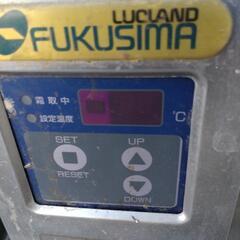 LUCLAND
FUKUSIMA
霜取中
℃
設定温度
SET UP
RESET
DOWN